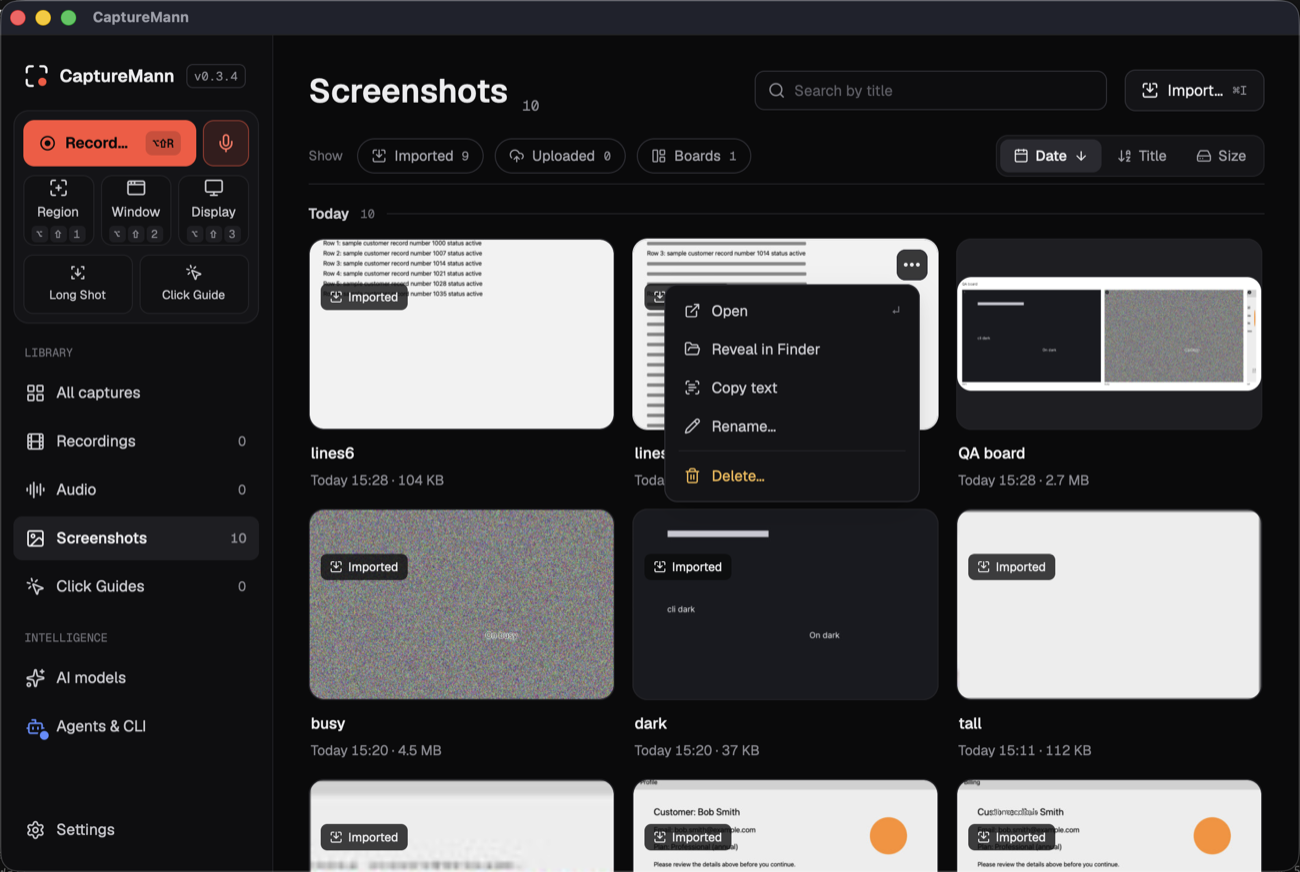 CaptureMann
CaptureMann v0.3.4
Record… ⌥⇧R
Region
⌥ ⇧ 1
Window
⌥ ⇧ 2
Display
⌥ ⇧ 3
Long Shot
Click Guide
LIBRARY
All captures
Recordings 0
Audio 0
Screenshots 10
Click Guides 0
INTELLIGENCE
AI models
Agents & CLI
Settings
Screenshots 10
Search by title
Import… ⌘I
Show
Imported 9
Uploaded 0
Boards 1
Date ↓
Title
Size
Today 10
Row 1: sample customer record number 1000 status active
Row 2: sample customer record number 1007 status active
Row 3: sample customer record number 1014 status active
Row 4: sample customer record number 1021 status active
record number 1028 status active
number 1035 status active
Imported
lines6
Today 15:28 · 104 KB
Row 3: sample customer record number 1014 status active
Open ↵
Reveal in Finder
Copy text
Rename…
Delete…
QA board
cli dark
On dark
QA board
Today 15:28 · 2.7 MB
Imported
On busy
busy
Today 15:20 · 4.5 MB
Imported
cli dark
On dark
dark
Today 15:20 · 37 KB
Imported
tall
Today 15:11 · 112 KB
Imported
Customer: Bob Smith
Imported
Please review the details above before you continue.
Smith
Imported
Please review the details above before you continue.